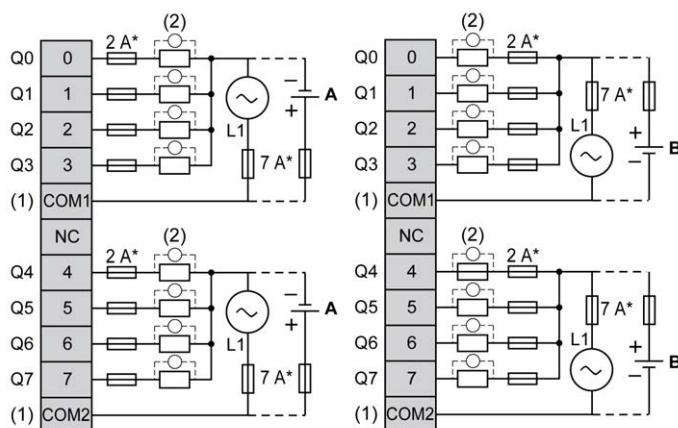 (2)
Q0 0 2 A*
Q1 1
− A
Q2 2 +
L1
Q3 3 7 A*
(1) COM1
NC
(2)
Q4 4 2 A*
Q5 5
− A
Q6 6 +
L1
Q7 7 7 A*
(1) COM2
(2)
Q0 0 2 A*
Q1 1 7 A*
Q2 2 L1 +
Q3 3 − B
(1) COM1
NC
(2)
Q4 4 2 A*
Q5 5 7 A*
Q6 6 L1 +
Q7 7 − B
(1) COM2